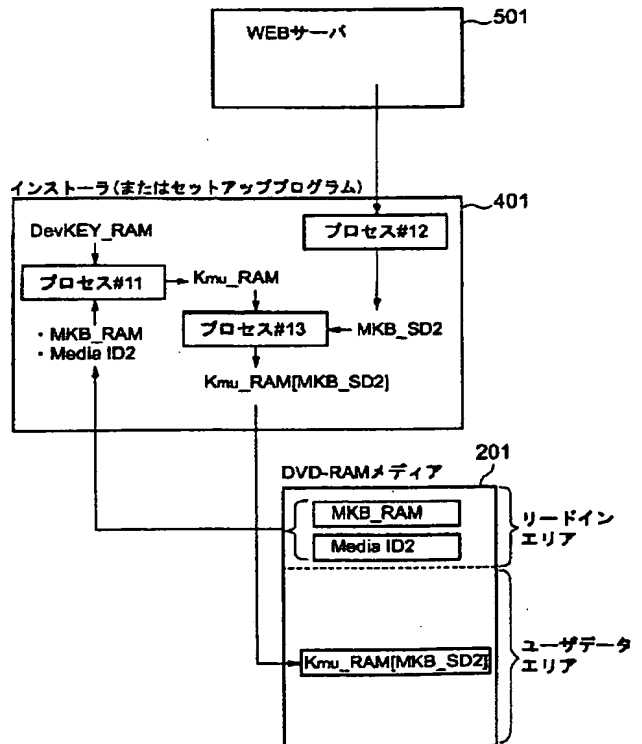 WEBサーバ
501
インストーラ(またはセットアッププログラム)
401
DevKEY_RAM
プロセス#12
プロセス#11
Kmu_RAM
・MKB_RAM
・Media ID2
プロセス#13
MKB_SD2
Kmu_RAM[MKB_SD2]
DVD-RAMメディア
201
MKB_RAM
Media ID2
リードイン
エリア
Kmu_RAM[MKB_SD2]
ユーザデータ
エリア